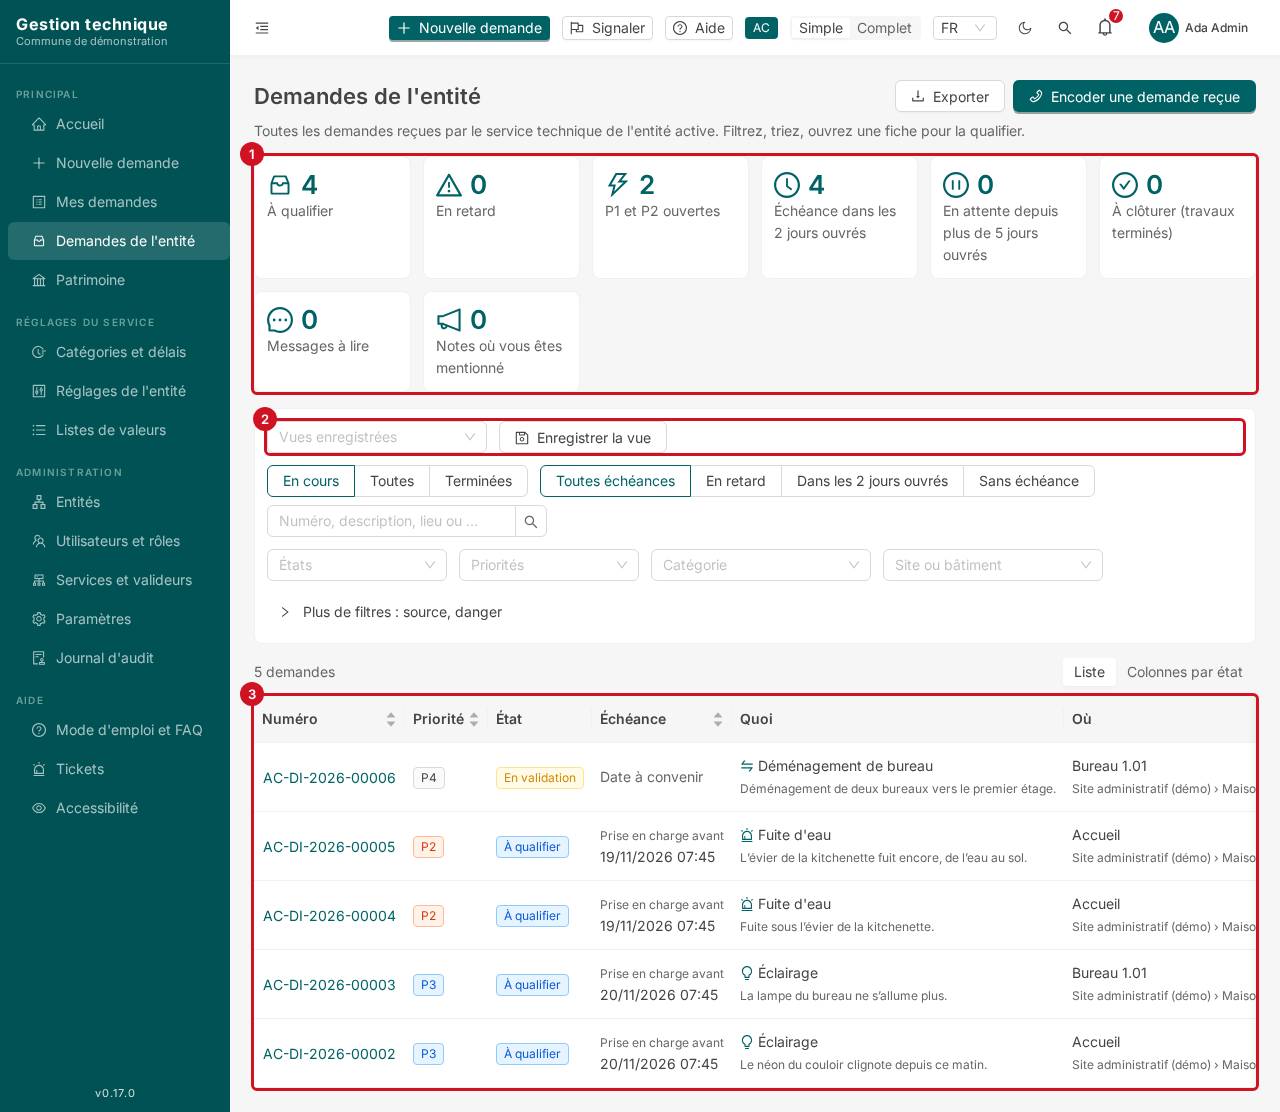 Gestion technique
Commune de démonstration
PRINCIPAL
Accueil
Nouvelle demande
Mes demandes
Demandes de l'entité
Patrimoine
RÉGLAGES DU SERVICE
Catégories et délais
Réglages de l'entité
Listes de valeurs
ADMINISTRATION
Entités
Utilisateurs et rôles
Services et valideurs
Paramètres
Journal d'audit
AIDE
Mode d'emploi et FAQ
Tickets
Accessibilité
v0.17.0
Nouvelle demande Signaler Aide AC Simple Complet FR 7 AA Ada Admin
Demandes de l'entité
Exporter Encoder une demande reçue
Toutes les demandes reçues par le service technique de l'entité active. Filtrez, triez, ouvrez une fiche pour la qualifier.
1
4
À qualifier
0
En retard
2
P1 et P2 ouvertes
4
Échéance dans les
2 jours ouvrés
0
En attente depuis
plus de 5 jours
ouvrés
0
À clôturer (travaux
terminés)
0
Messages à lire
0
Notes où vous êtes
mentionné
2
Vues enregistrées Enregistrer la vue
En cours Toutes Terminées Toutes échéances En retard Dans les 2 jours ouvrés Sans échéance
Numéro, description, lieu ou ...
États Priorités Catégorie Site ou bâtiment
Plus de filtres : source, danger
5 demandes Liste Colonnes par état
3
Numéro Priorité État Échéance Quoi Où
AC-DI-2026-00006 P4 En validation Date à convenir Déménagement de bureau Bureau 1.01
Déménagement de deux bureaux vers le premier étage. Site administratif (démo) › Maiso
AC-DI-2026-00005 P2 À qualifier Prise en charge avant Fuite d'eau Accueil
19/11/2026 07:45 L’évier de la kitchenette fuit encore, de l’eau au sol. Site administratif (démo) › Maiso
AC-DI-2026-00004 P2 À qualifier Prise en charge avant Fuite d'eau Accueil
19/11/2026 07:45 Fuite sous l’évier de la kitchenette. Site administratif (démo) › Maiso
AC-DI-2026-00003 P3 À qualifier Prise en charge avant Éclairage Bureau 1.01
20/11/2026 07:45 La lampe du bureau ne s’allume plus. Site administratif (démo) › Maiso
AC-DI-2026-00002 P3 À qualifier Prise en charge avant Éclairage Accueil
20/11/2026 07:45 Le néon du couloir clignote depuis ce matin. Site administratif (démo) › Maiso